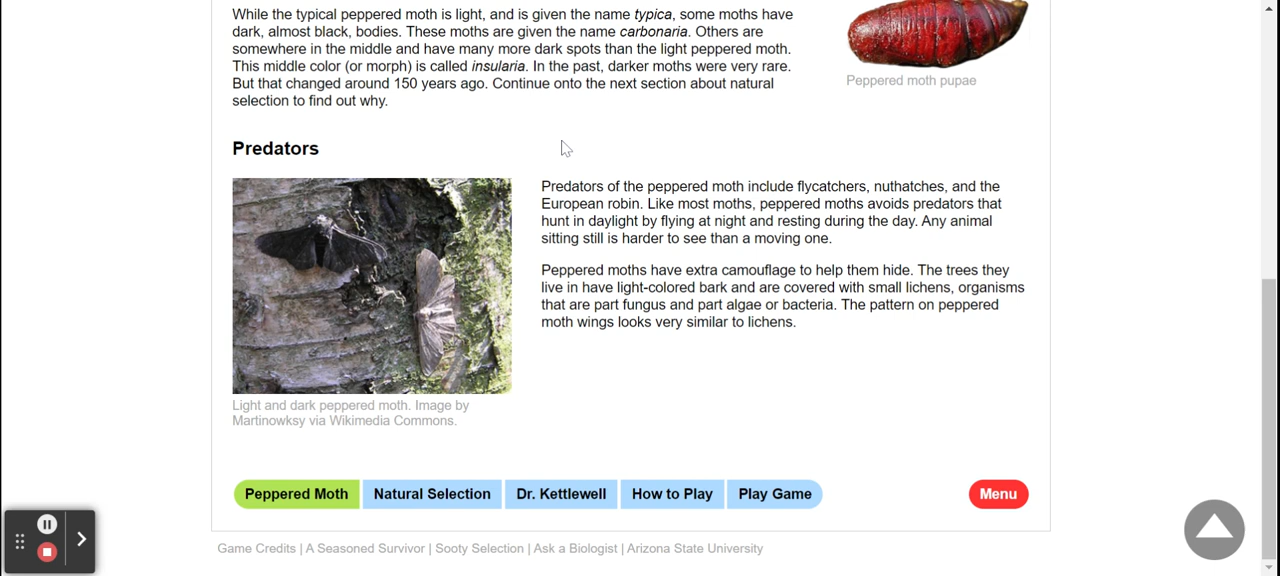 While the typical peppered moth is light, and is given the name typica, some moths have
dark, almost black, bodies. These moths are given the name carbonaria. Others are
somewhere in the middle and have many more dark spots than the light peppered moth.
This middle color (or morph) is called insularia. In the past, darker moths were very rare.
But that changed around 150 years ago. Continue onto the next section about natural
selection to find out why.
Peppered moth pupae
Predators
Predators of the peppered moth include flycatchers, nuthatches, and the
European robin. Like most moths, peppered moths avoids predators that
hunt in daylight by flying at night and resting during the day. Any animal
sitting still is harder to see than a moving one.
Peppered moths have extra camouflage to help them hide. The trees they
live in have light-colored bark and are covered with small lichens, organisms
that are part fungus and part algae or bacteria. The pattern on peppered
moth wings looks very similar to lichens.
Light and dark peppered moth. Image by
Martinowksy via Wikimedia Commons.
Peppered Moth Natural Selection Dr. Kettlewell How to Play Play Game Menu
Game Credits | A Seasoned Survivor | Sooty Selection | Ask a Biologist | Arizona State University